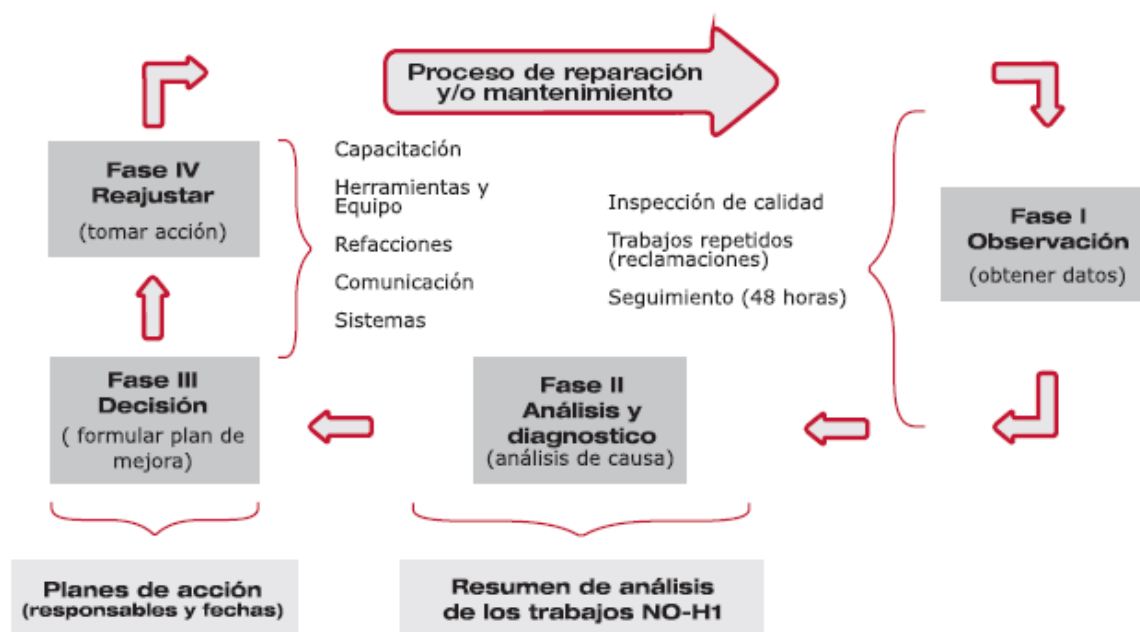 Proceso de reparación
y/o mantenimiento
Fase IV
Reajustar
(tomar acción)
Capacitación
Herramientas y
Equipo
Refacciones
Comunicación
Sistemas
Inspección de calidad
Trabajos repetidos
(reclamaciones)
Seguimiento (48 horas)
Fase I
Observación
(obtener datos)
Fase III
Decisión
( formular plan de
mejora)
Fase II
Análisis y
diagnostico
(análisis de causa)
Planes de acción
(responsables y fechas)
Resumen de análisis
de los trabajos NO-H1